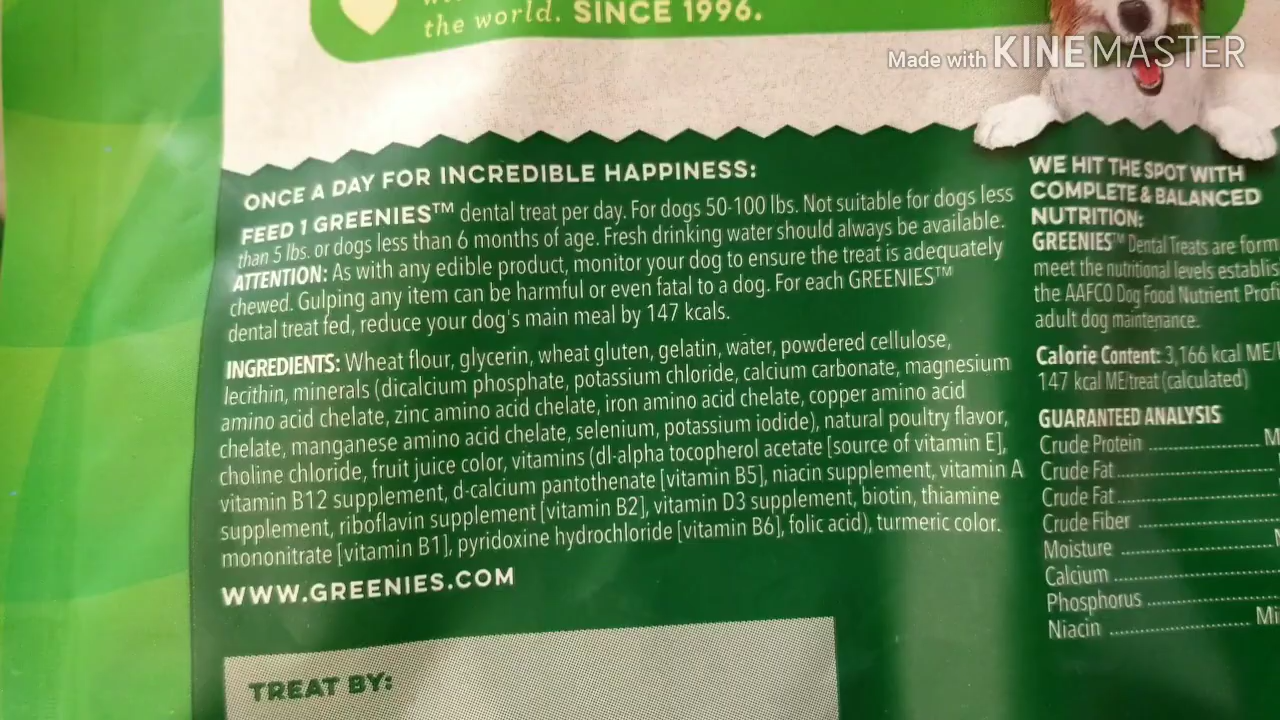 the world. SINCE 1996.
Made with KINEMASTER
ONCE A DAY FOR INCREDIBLE HAPPINESS:
FEED 1 GREENIES™ dental treat per day. For dogs 50-100 lbs. Not suitable for dogs less
than 5 lbs. or dogs less than 6 months of age. Fresh drinking water should always be available.
ATTENTION: As with any edible product, monitor your dog to ensure the treat is adequately
chewed. Gulping any item can be harmful or even fatal to a dog. For each GREENIES™
dental treat fed, reduce your dog's main meal by 147 kcals.
INGREDIENTS: Wheat flour, glycerin, wheat gluten, gelatin, water, powdered cellulose,
lecithin, minerals (dicalcium phosphate, potassium chloride, calcium carbonate, magnesium
amino acid chelate, zinc amino acid chelate, iron amino acid chelate, copper amino acid
chelate, manganese amino acid chelate, selenium, potassium iodide), natural poultry flavor,
choline chloride, fruit juice color, vitamins (dl-alpha tocopherol acetate [source of vitamin E],
vitamin B12 supplement, d-calcium pantothenate [vitamin B5], niacin supplement, vitamin A
supplement, riboflavin supplement [vitamin B2], vitamin D3 supplement, biotin, thiamine
mononitrate [vitamin B1], pyridoxine hydrochloride [vitamin B6], folic acid), turmeric color.
WWW.GREENIES.COM
TREAT BY:
WE HIT THE SPOT WITH
COMPLETE & BALANCED
NUTRITION:
GREENIES™ Dental Treats are form
meet the nutritional levels establis
the AAFCO Dog Food Nutrient Profi
adult dog maintenance.
Calorie Content: 3,166 kcal ME/
147 kcal ME/treat (calculated)
GUARANTEED ANALYSIS
Crude Protein
Crude Fat
Crude Fat
Crude Fiber
Moisture
Calcium
Phosphorus
Niacin Mi